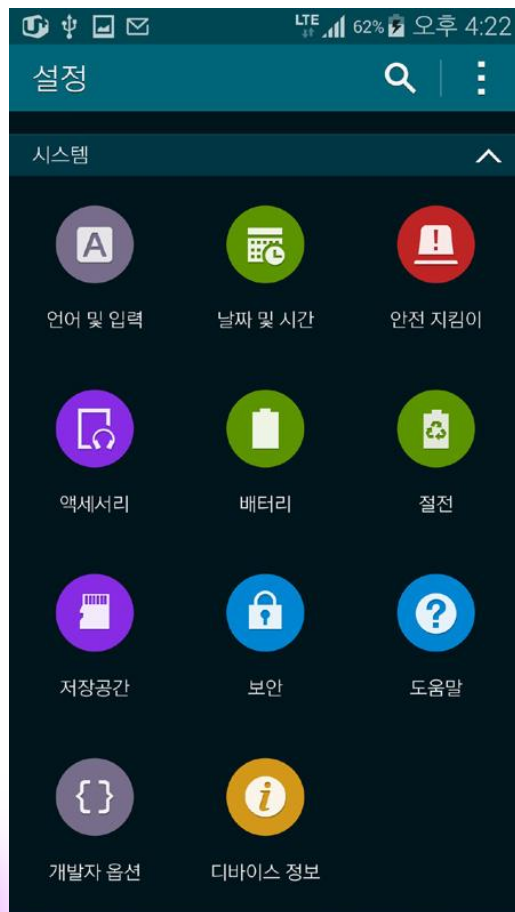 LTE 62% 오후 4:22
설정
시스템
언어 및 입력 날짜 및 시간 안전 지킴이
액세서리 배터리 절전
저장공간 보안 도움말
개발자 옵션 디바이스 정보